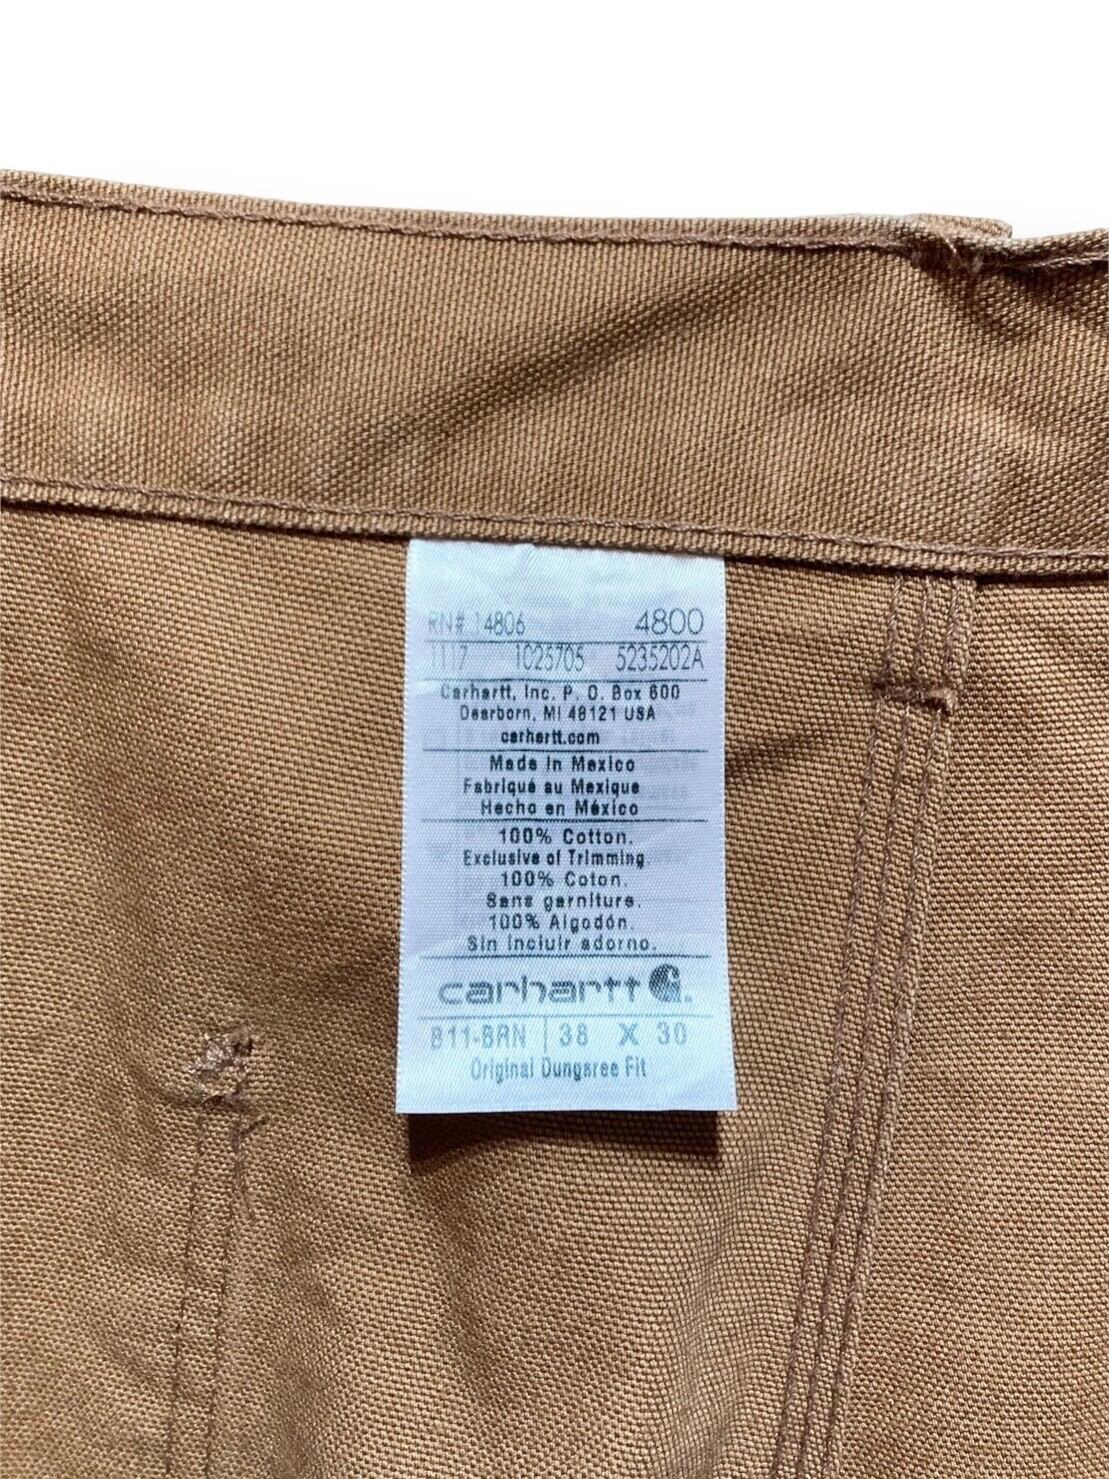 RN# 14806 4800
1117 1025705 5235202A
Carhartt, Inc. P. O. Box 600
Dearborn, MI 48121 USA
carhartt.com
Made in Mexico
Fabriqué au Mexique
Hecho en México
100% Cotton.
Exclusive of Trimming.
100% Coton.
Sans garniture.
100% Algodón.
Sin incluir adorno.
carhartt
B11-BRN 38 X 30
Original Dungaree Fit